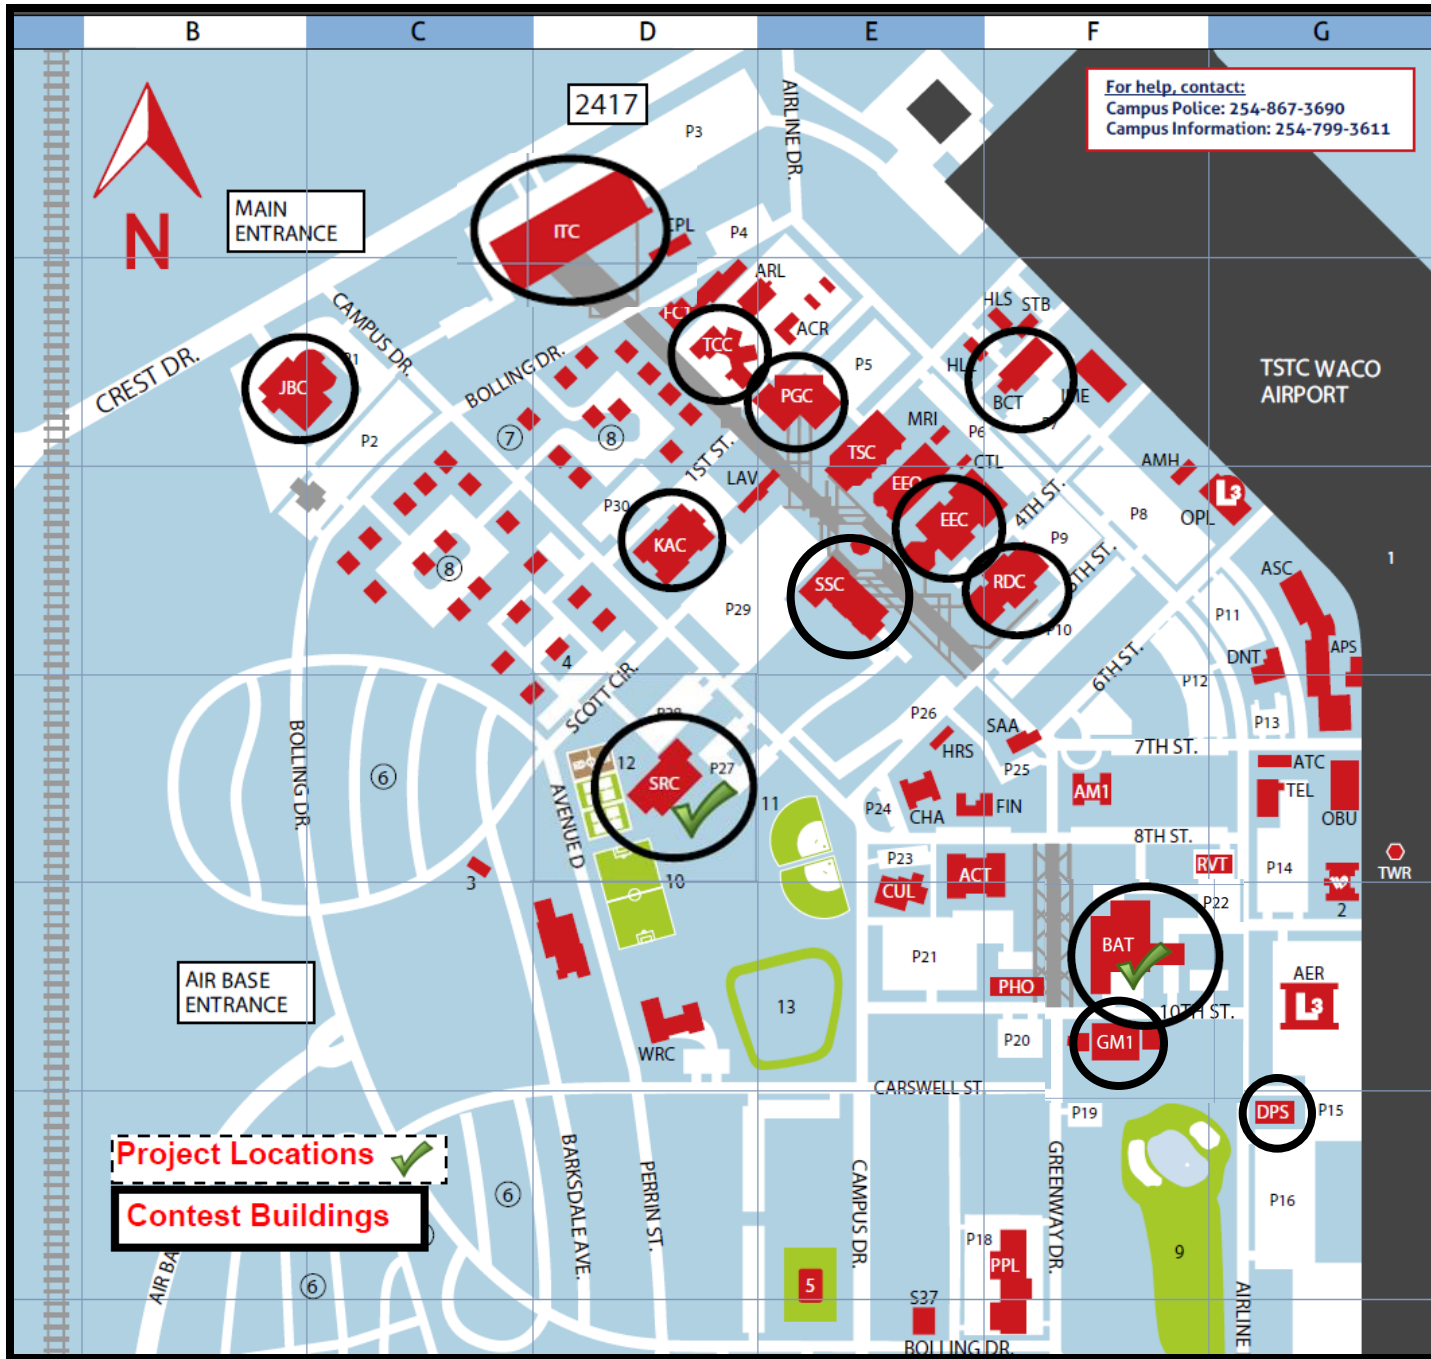 B C D E F G
2417
P3
AIRLINE DR.
For help, contact:
Campus Police: 254-867-3690
Campus Information: 254-799-3611
MAIN
ENTRANCE
N
ITC
P4
ARL
HLS
STB
CAMPUS DR.
ACR
TCC
BOLLING DR.
P5
CREST DR.
JBC
PGC
BCT
TSTC WACO
AIRPORT
P2
7
8
MRI
P6
TSC
1ST ST.
LAV
CTL
AMH
P30
4TH ST.
L3
OPL
P8
KAC
EEC
P9
8
SSC
RDC
ASC
1
P29
P10
P11
4
SCOTT CIR.
6TH ST.
DNT
APS
P12
P26
SAA
P13
BOLLING DR.
HRS
7TH ST.
12
SRC
P27
P25
ATC
6
AVENUE D
11
AM1
TEL
P24
CHA
FIN
OBU
8TH ST.
TWR
P23
RVT
P14
3
10
CUL
ACT
2
P22
BAT
AIR BASE
ENTRANCE
P21
AER
L3
PHO
13
10TH ST.
WRC
P20
GM1
CARSWELL ST
P19
DPS
P15
Project Locations
Contest Buildings
6
BARKSDALE AVE.
PERRIN ST.
CAMPUS DR.
GREENWAY DR.
P16
P18
9
PPL
6
5
S37
AIRLINE
BOLLING DR.